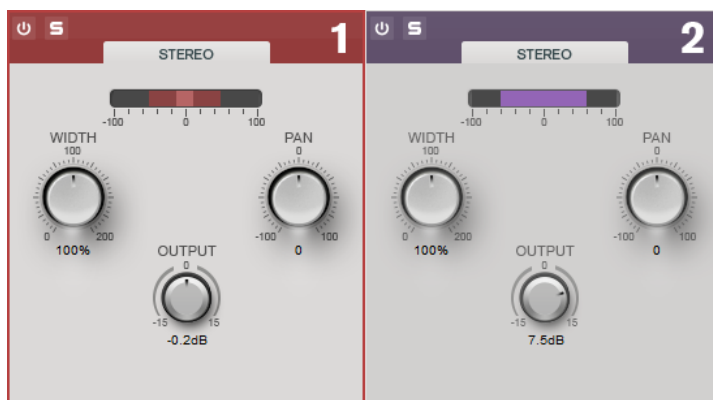 S 1
STEREO
-100 0 100
WIDTH PAN
100 0
0 200 -100 100
100% 0
OUTPUT
0
-15 15
-0.2dB
S 2
STEREO
-100 0 100
WIDTH PAN
100 0
0 200 -100 100
100% 0
OUTPUT
0
-15 15
7.5dB